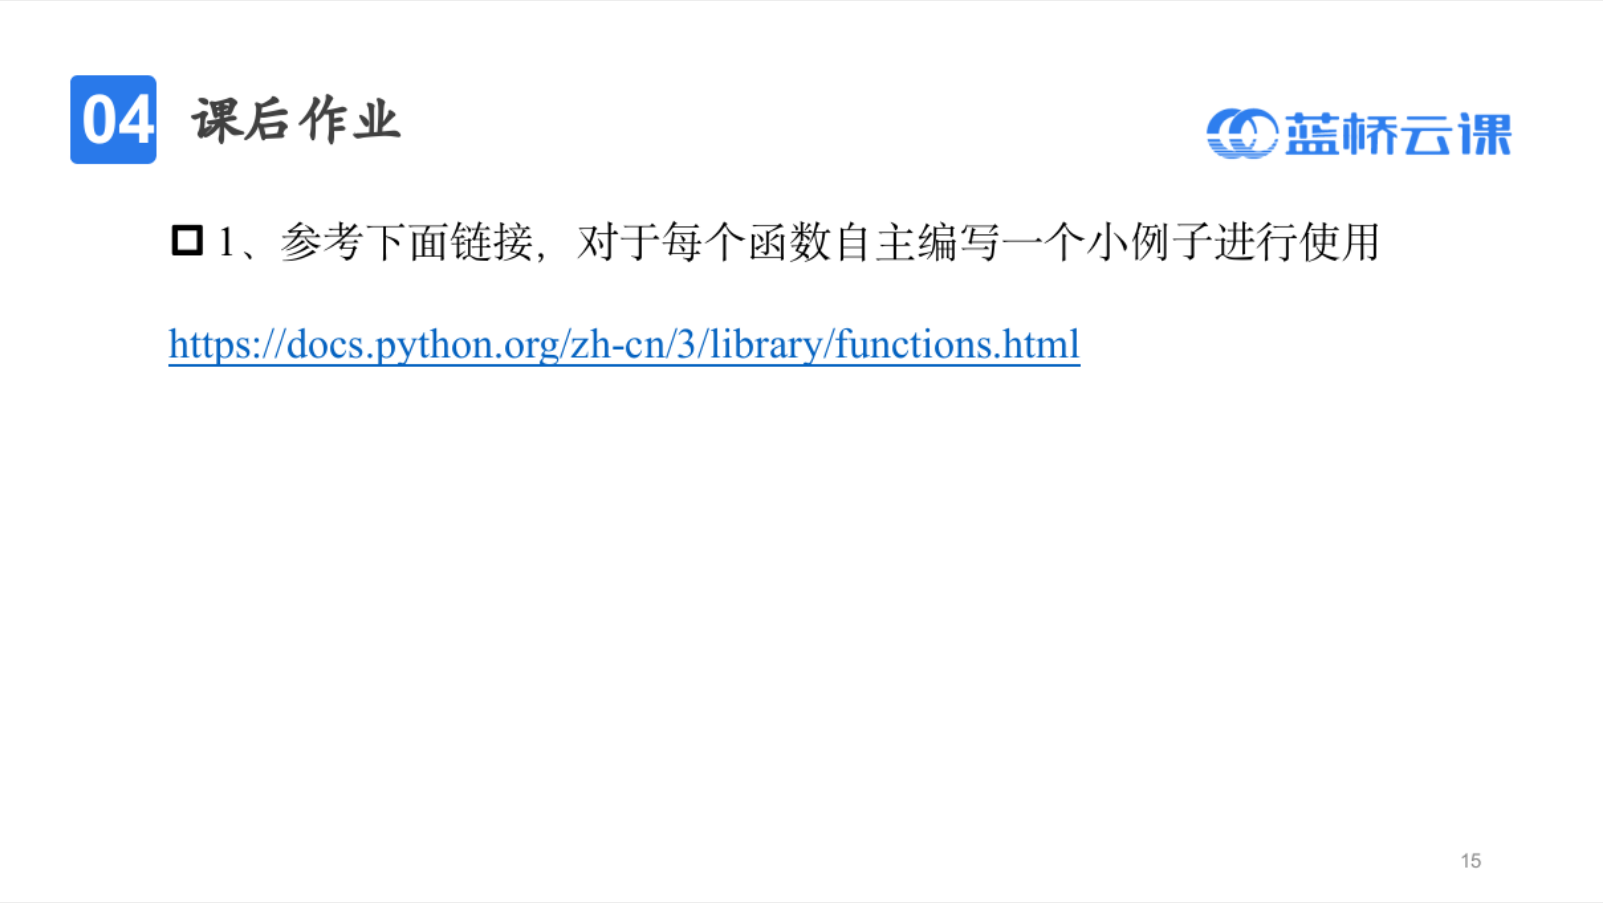 04 课后作业
蓝桥云课
1、参考下面链接，对于每个函数自主编写一个小例子进行使用
https://docs.python.org/zh-cn/3/library/functions.html
15